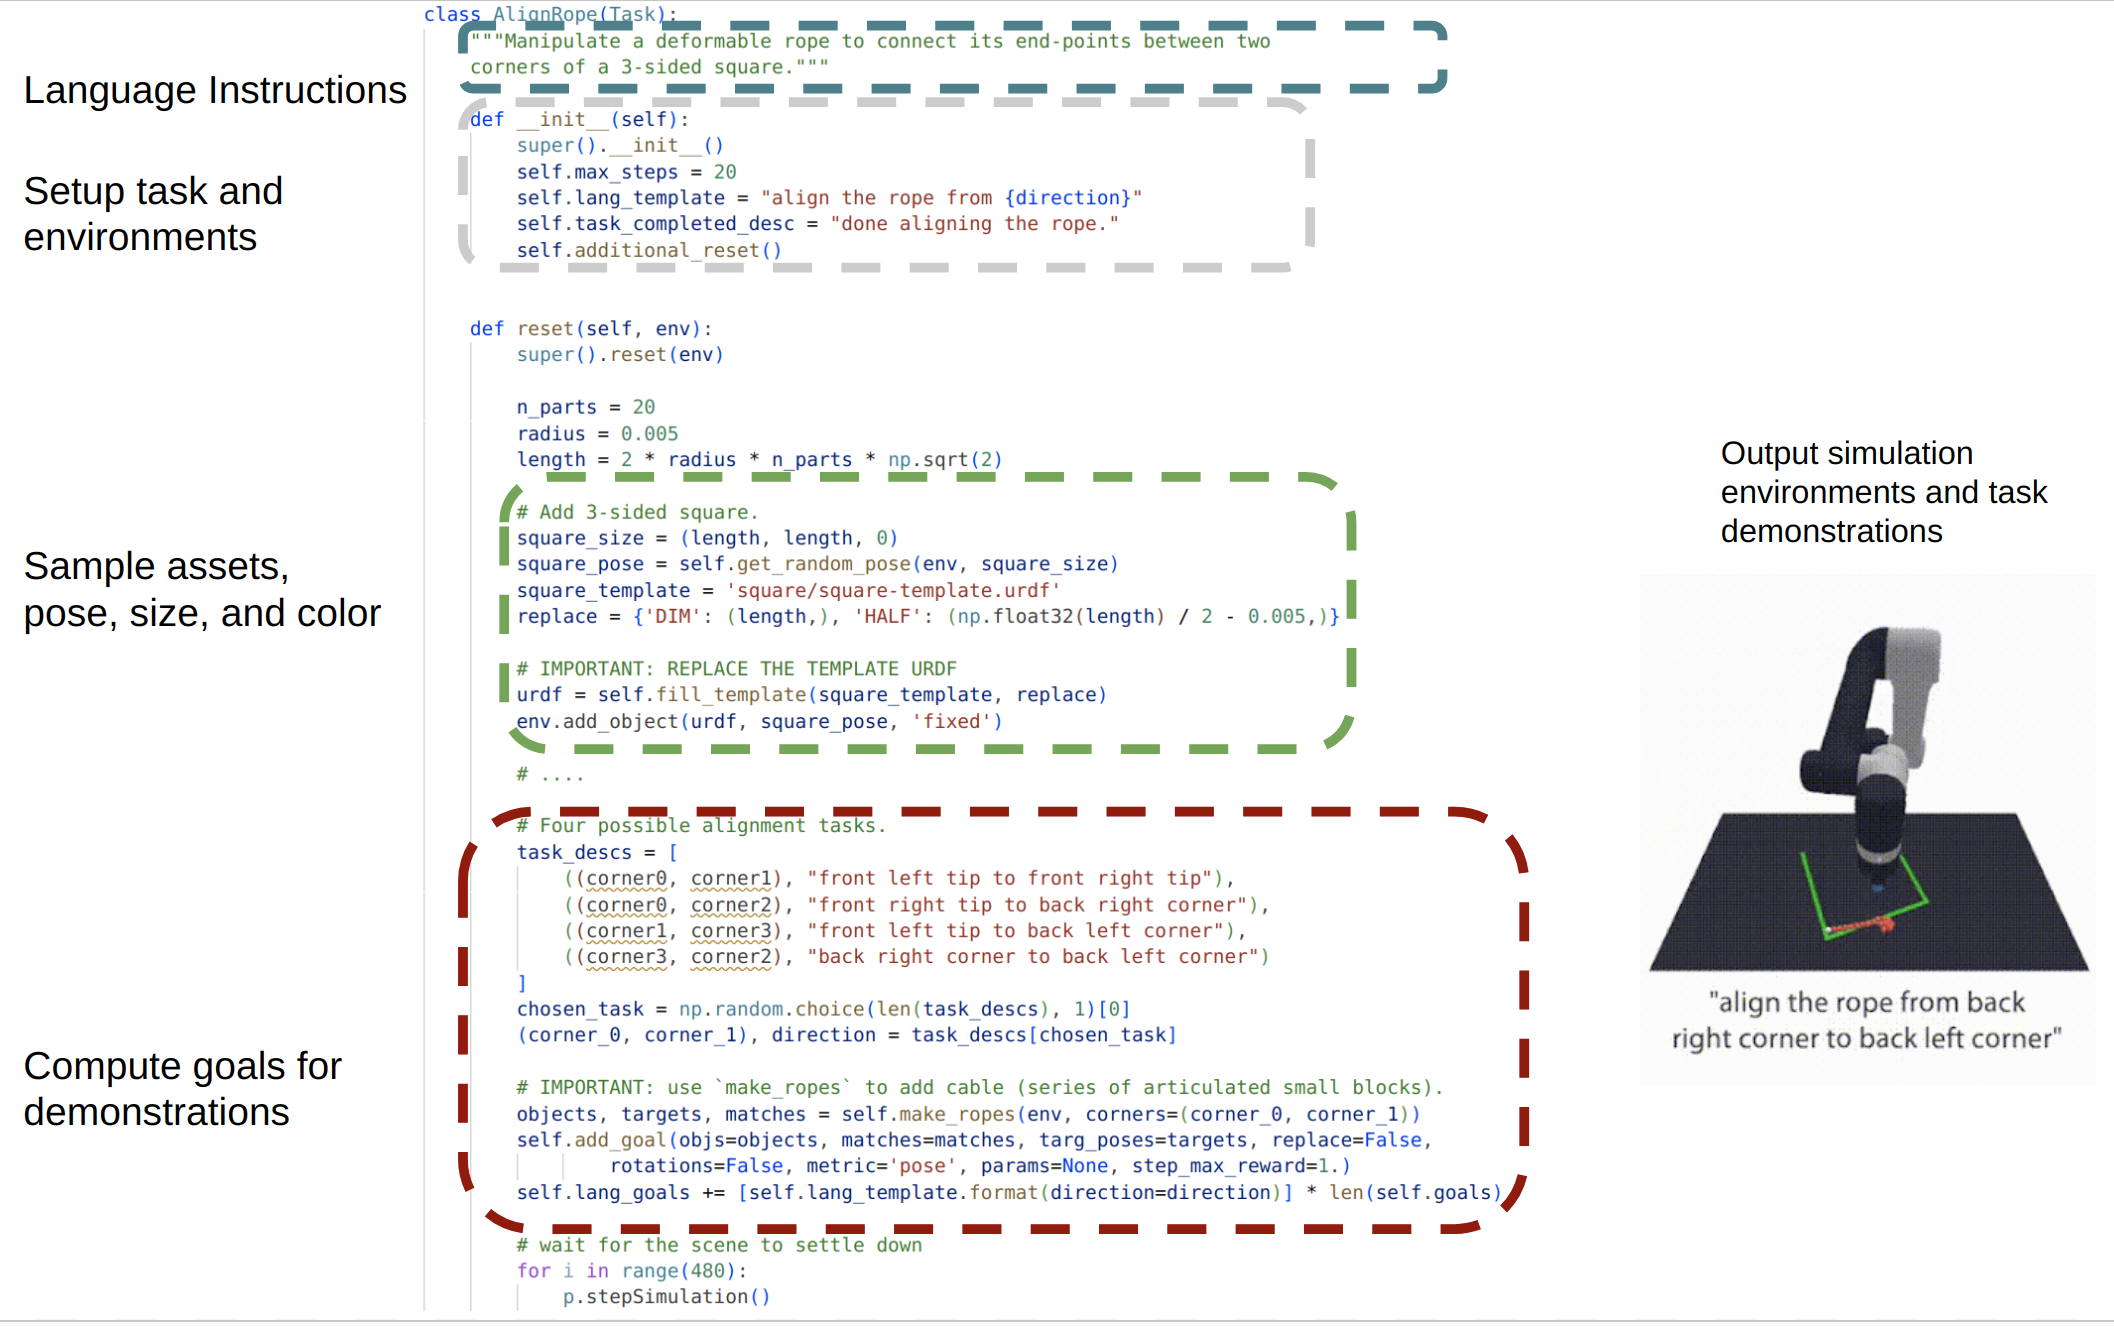 class AlignRope(Task):
"""Manipulate a deformable rope to connect its end-points between two
corners of a 3-sided square."""
Language Instructions
def __init__(self):
super().__init__()
self.max_steps = 20
self.lang_template = "align the rope from {direction}"
self.task_completed_desc = "done aligning the rope."
self.additional_reset()
Setup task and
environments
def reset(self, env):
super().reset(env)
n_parts = 20
radius = 0.005
length = 2 * radius * n_parts * np.sqrt(2)
# Add 3-sided square.
square_size = (length, length, 0)
square_pose = self.get_random_pose(env, square_size)
square_template = 'square/square-template.urdf'
replace = {'DIM': (length,), 'HALF': (np.float32(length) / 2 - 0.005,)}
# IMPORTANT: REPLACE THE TEMPLATE URDF
urdf = self.fill_template(square_template, replace)
env.add_object(urdf, square_pose, 'fixed')
Sample assets,
pose, size, and color
# ....
# Four possible alignment tasks.
task_descs = [
((corner0, corner1), "front left tip to front right tip"),
((corner0, corner2), "front right tip to back right corner"),
((corner1, corner3), "front left tip to back left corner"),
((corner3, corner2), "back right corner to back left corner")
]
chosen_task = np.random.choice(len(task_descs), 1)[0]
(corner_0, corner_1), direction = task_descs[chosen_task]
# IMPORTANT: use `make_ropes` to add cable (series of articulated small blocks).
objects, targets, matches = self.make_ropes(env, corners=(corner_0, corner_1))
self.add_goal(objs=objects, matches=matches, targ_poses=targets, replace=False,
rotations=False, metric='pose', params=None, step_max_reward=1.)
self.lang_goals += [self.lang_template.format(direction=direction)] * len(self.goals)
Compute goals for
demonstrations
# wait for the scene to settle down
for i in range(480):
p.stepSimulation()
Output simulation
environments and task
demonstrations
"align the rope from back
right corner to back left corner"